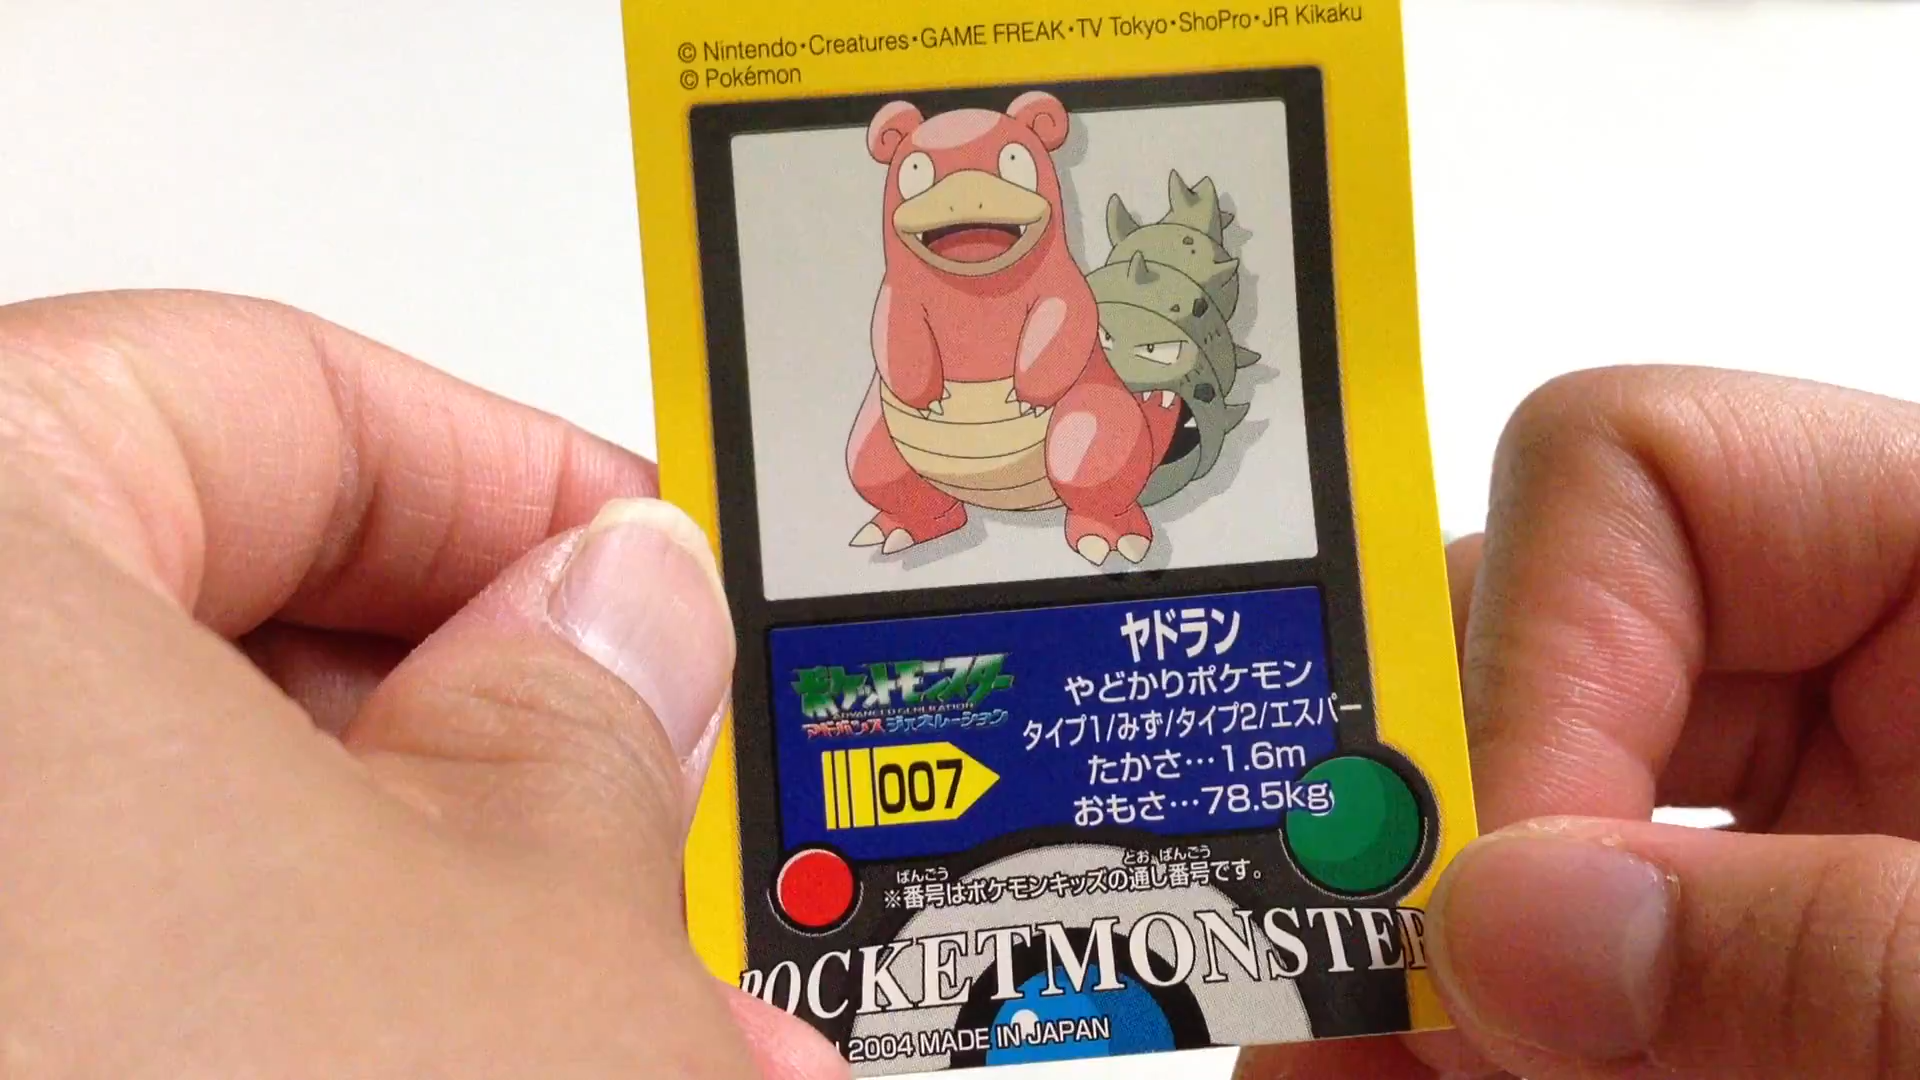 © Nintendo・Creatures・GAME FREAK・TV Tokyo・ShoPro・JR Kikaku
© Pokémon
ヤドラン
やどかりポケモン
タイプ1/みず/タイプ2/エスパー
たかさ…1.6m
おもさ…78.5kg
ポケットモンスター
ADVANCED GENERATION
アドバンスジェネレーション
007
ばんごう とお ばんごう
※番号はポケモンキッズの通し番号です。
POCKETMONSTER
2004 MADE IN JAPAN